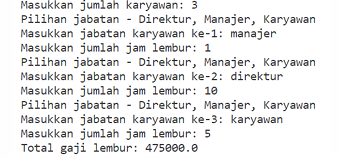 Masukkan jumlah karyawan: 3
Pilihan jabatan - Direktur, Manajer, Karyawan
Masukkan jabatan karyawan ke-1: manajer
Masukkan jumlah jam lembur: 1
Pilihan jabatan - Direktur, Manajer, Karyawan
Masukkan jabatan karyawan ke-2: direktur
Masukkan jumlah jam lembur: 10
Pilihan jabatan - Direktur, Manajer, Karyawan
Masukkan jabatan karyawan ke-3: karyawan
Masukkan jumlah jam lembur: 5
Total gaji lembur: 475000.0